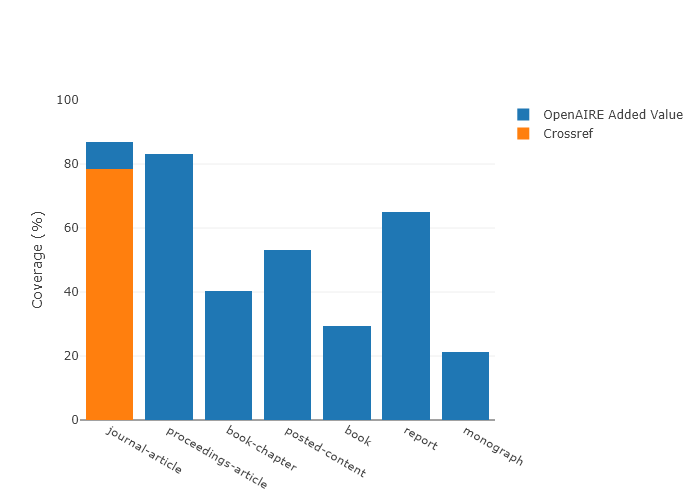 100
80
60
40
20
0
Coverage (%)
OpenAIRE Added Value
Crossref
journal-article
proceedings-article
book-chapter
posted-content
book
report
monograph